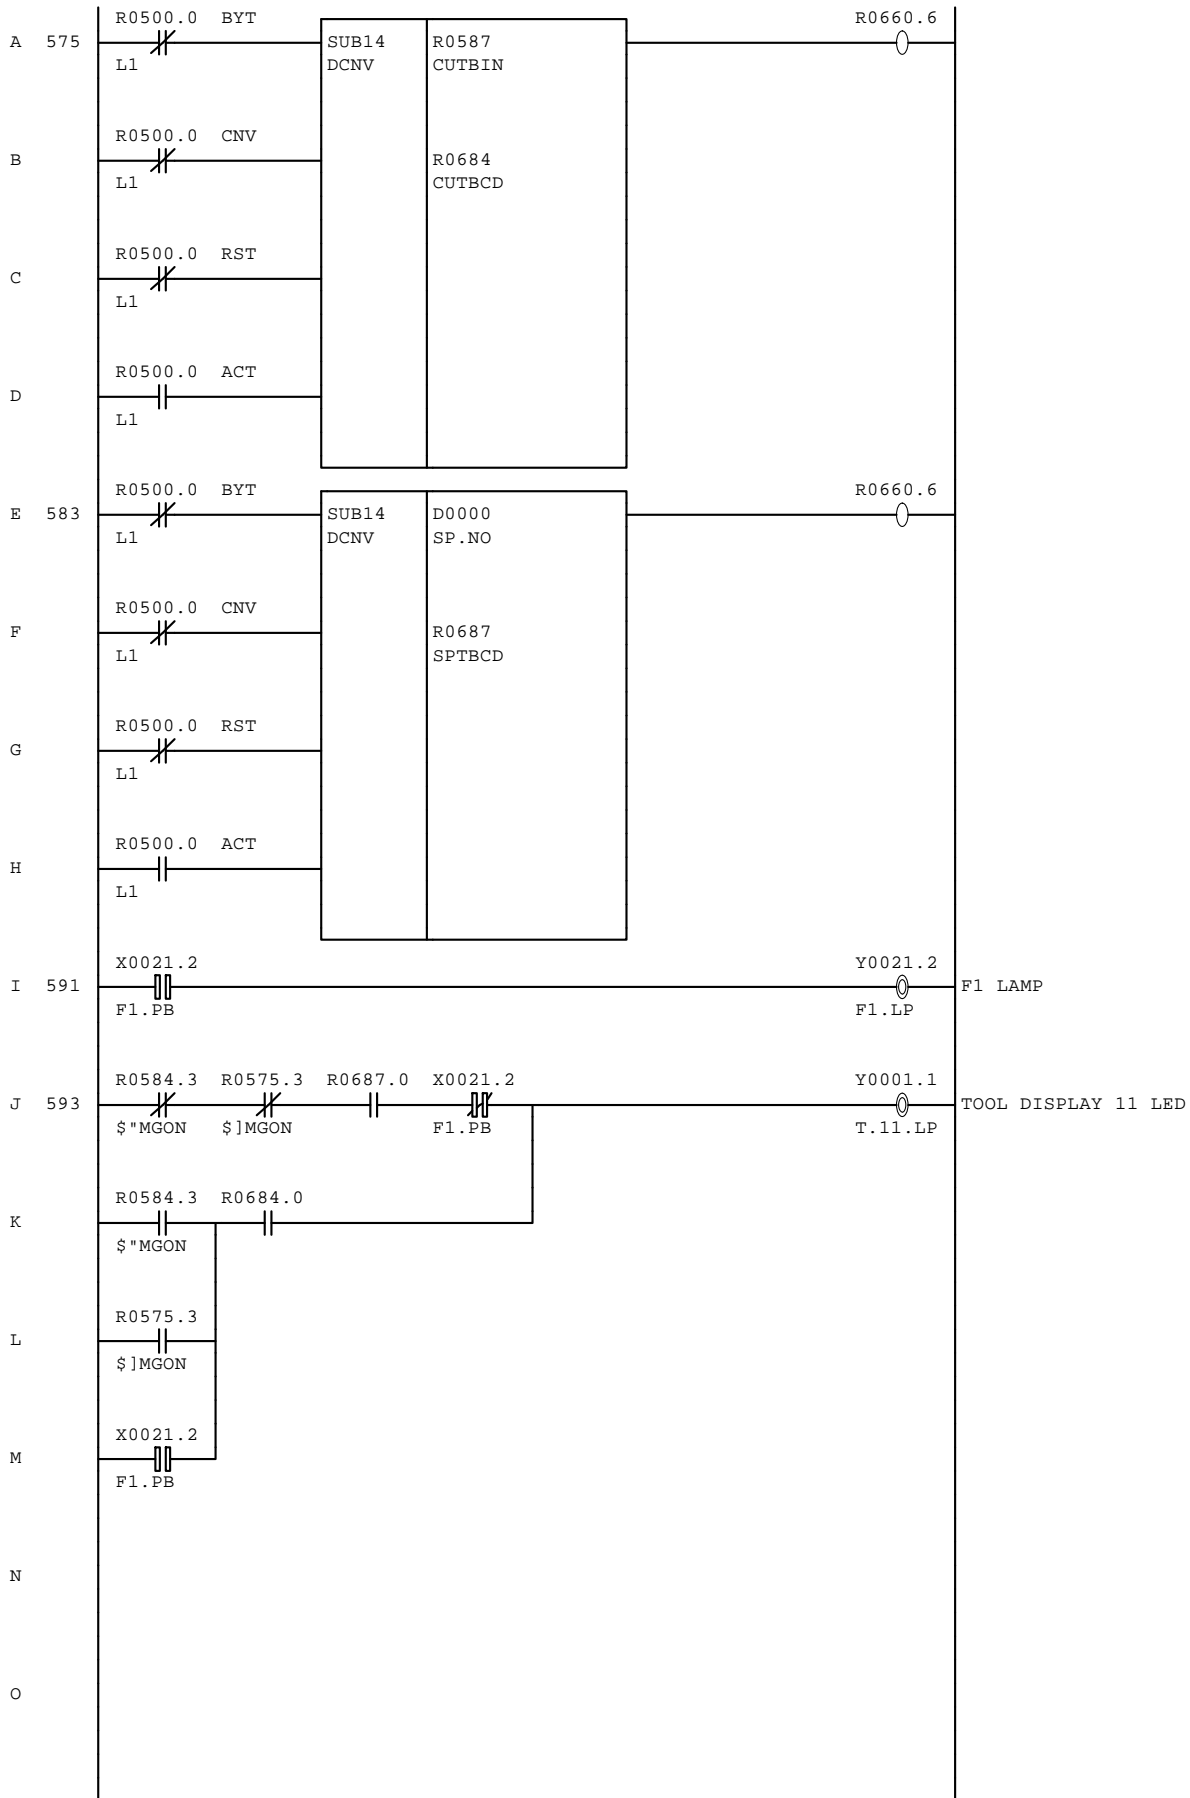 R0500.0 BYT R0660.6
A 575 SUB14 R0587
L1 DCNV CUTBIN
R0500.0 CNV
B R0684
L1 CUTBCD
R0500.0 RST
C
L1
R0500.0 ACT
D
L1
R0500.0 BYT R0660.6
E 583 SUB14 D0000
L1 DCNV SP.NO
R0500.0 CNV
F R0687
L1 SPTBCD
R0500.0 RST
G
L1
R0500.0 ACT
H
L1
X0021.2 Y0021.2
I 591 F1 LAMP
F1.PB F1.LP
R0584.3 R0575.3 R0687.0 X0021.2 Y0001.1
J 593 TOOL DISPLAY 11 LED
$"MGON $]MGON F1.PB T.11.LP
R0584.3 R0684.0
K
$"MGON
R0575.3
L
$]MGON
X0021.2
M
F1.PB
N
O